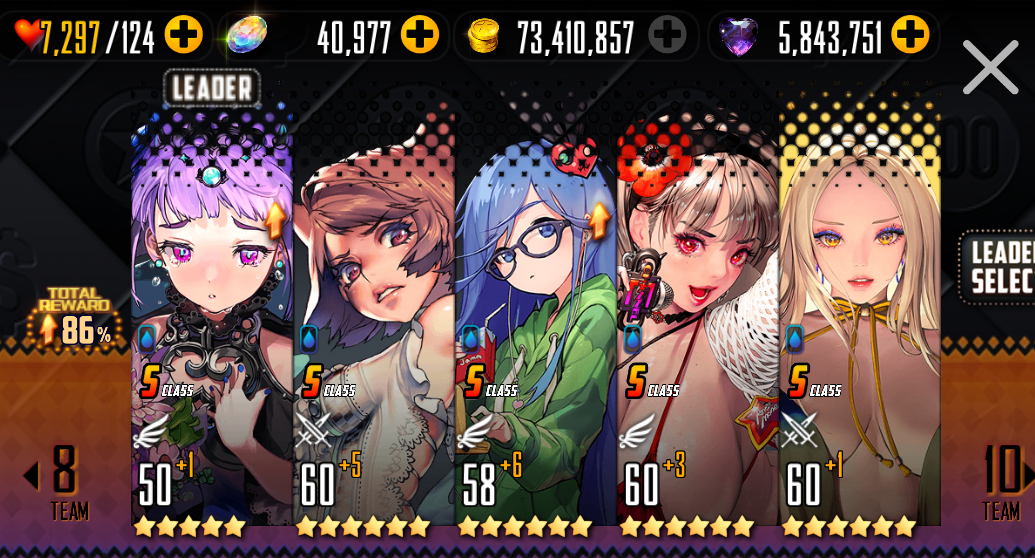 7,297/124
40,977
73,410,857
5,843,751
LEADER
LEADE
SELEC
TOTAL
REWARD
86%
S CLASS
S CLASS
S CLASS
S CLASS
S CLASS
50 +1
60 +5
58 +6
60 +3
60 +1
8
TEAM
10
TEAM